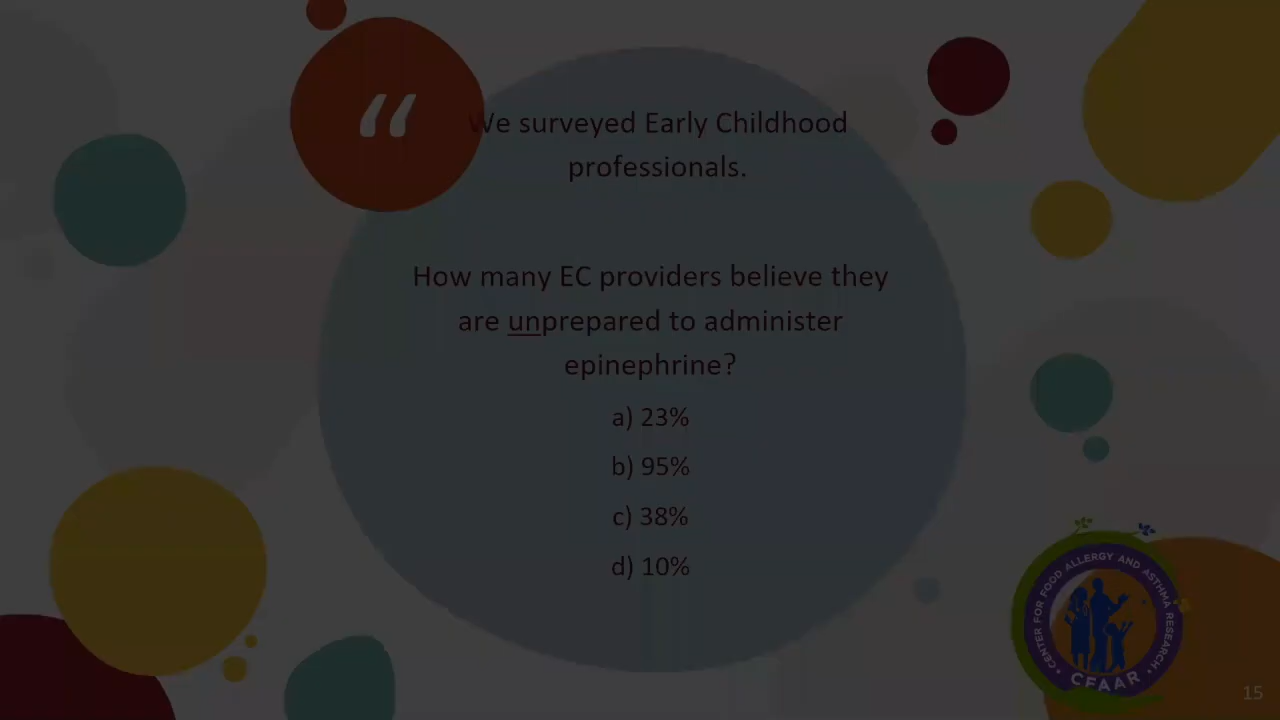 “
We surveyed Early Childhood
professionals.
How many EC providers believe they
are unprepared to administer
epinephrine?
a) 23%
b) 95%
c) 38%
d) 10%
• CENTER FOR FOOD ALLERGY AND ASTHMA RESEARCH •
CFAAR
15